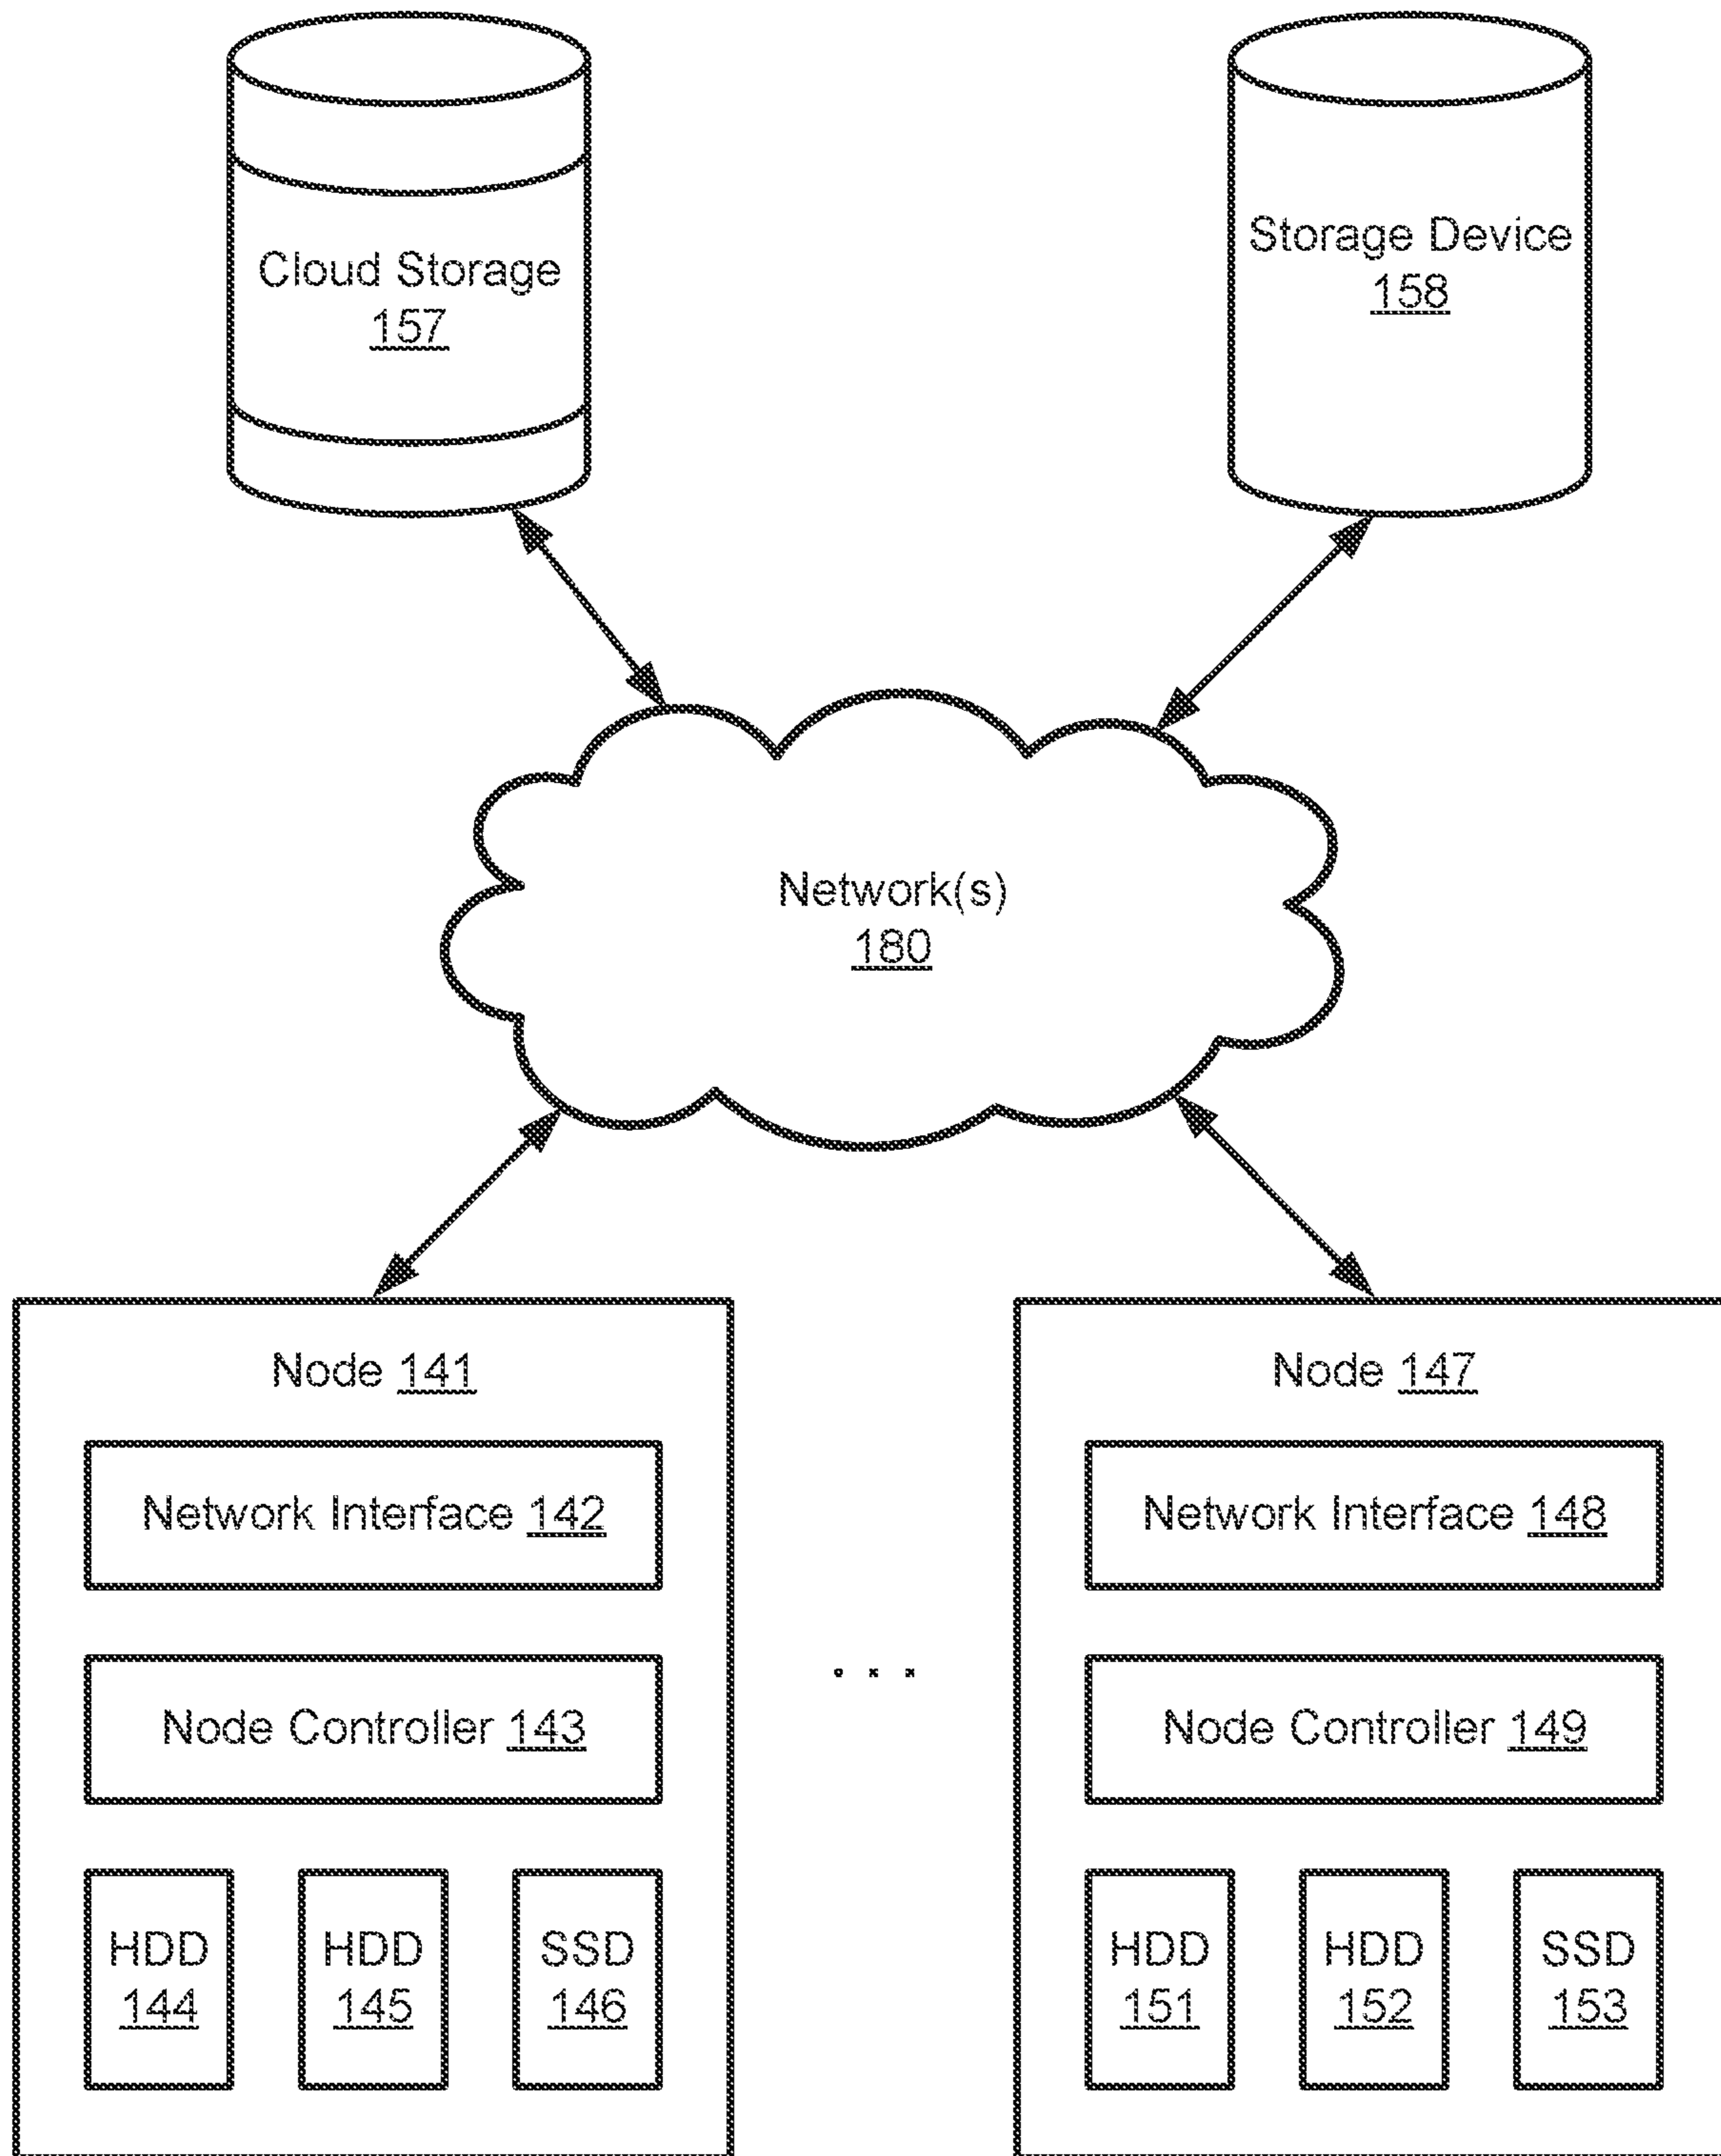 Cloud Storage
157
Storage Device
158
Network(s)
180
Node 141
Network Interface 142
Node Controller 143
HDD
144
HDD
145
SSD
146
. . .
Node 147
Network Interface 148
Node Controller 149
HDD
151
HDD
152
SSD
153